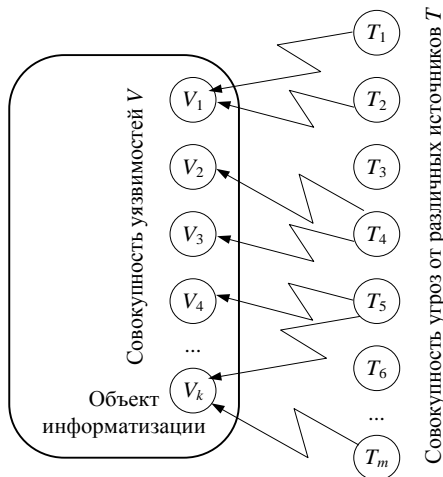 Совокупность уязвимостей V
V1
V2
V3
V4
...
Vk
Объект
информатизации
T1
T2
T3
T4
T5
T6
...
Tm
Совокупность угроз от различных источников T